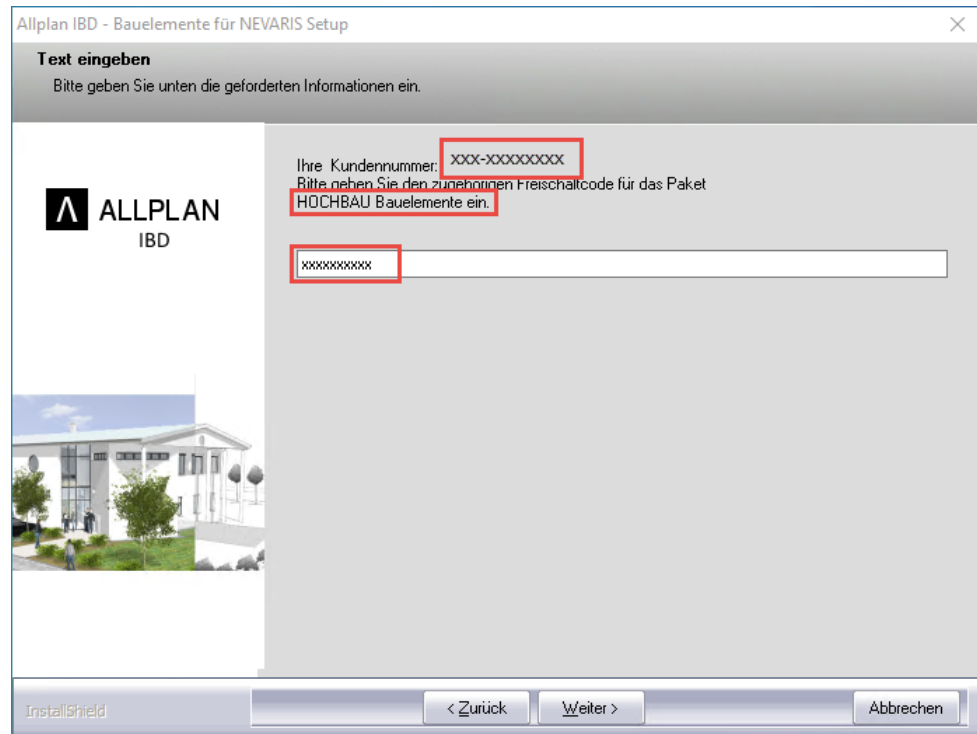 Allplan IBD - Bauelemente für NEVARIS Setup
Text eingeben
Bitte geben Sie unten die geforderten Informationen ein.
Ihre Kundennummer: xxx-xxxxxxxx
Bitte geben Sie den zugehörigen Freischaltcode für das Paket
HOCHBAU Bauelemente ein.
ALLPLAN
IBD
xxxxxxxxxx
InstallShield
< Zurück
Weiter >
Abbrechen